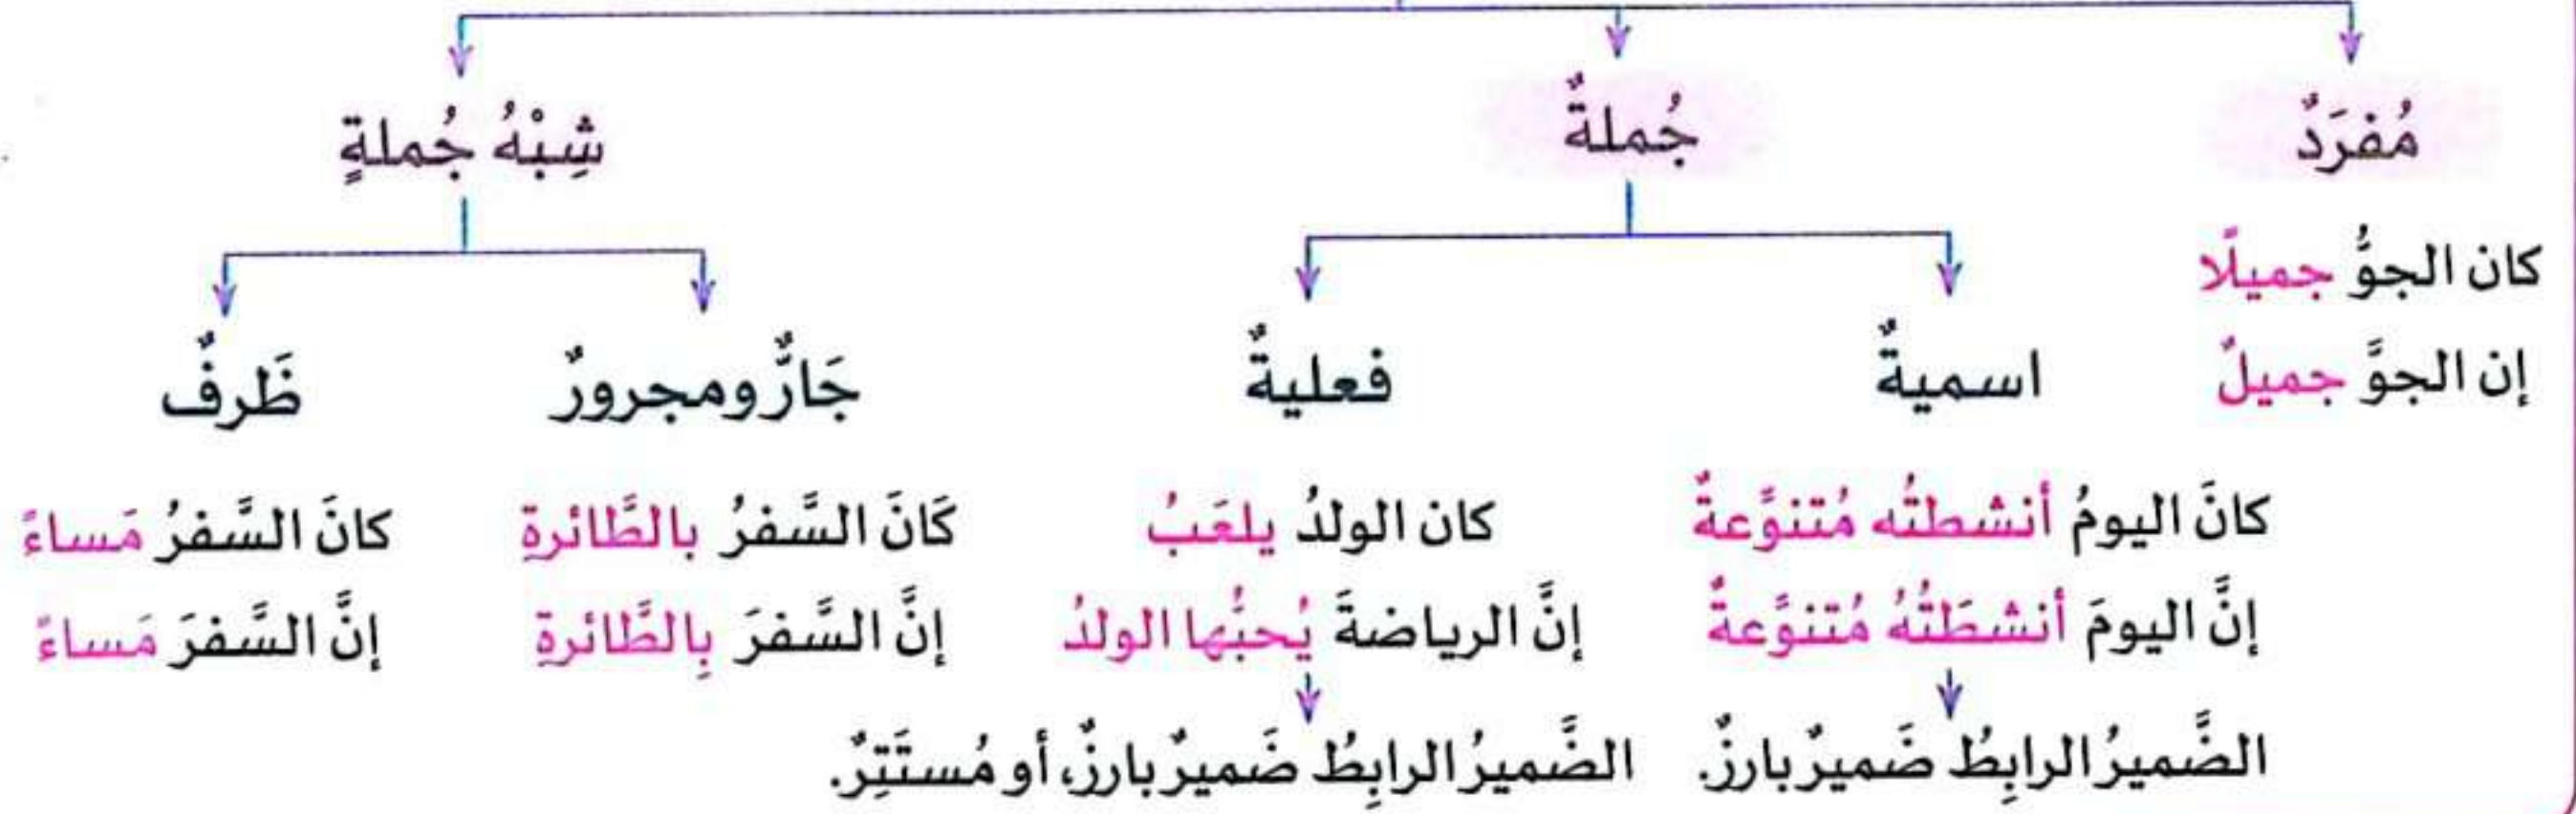 مُفرَدٌ
جُملةٌ
شِبْهُ جُملةٍ
كان الجوُّ جميلًا
إن الجوَّ جميلٌ
اسميةٌ
فعليةٌ
جَارٌّ ومجرورٌ
ظَرفٌ
كانَ اليومُ أنشطتُه مُتنوِّعةٌ
إنَّ اليومَ أنشطَتُهُ مُتنوِّعةٌ
الضَّميرُ الرابِطُ ضَميرٌ بارزٌ.
كان الولدُ يلعَبُ
إنَّ الرياضةَ يُحبُّها الولدُ
الضَّميرُ الرابِطُ ضَميرٌ بارزٌ، أو مُستَتِرٌ.
كَانَ السَّفرُ بالطَّائرةِ
إنَّ السَّفرَ بِالطَّائرةِ
كانَ السَّفرُ مَساءً
إنَّ السَّفرَ مَساءً